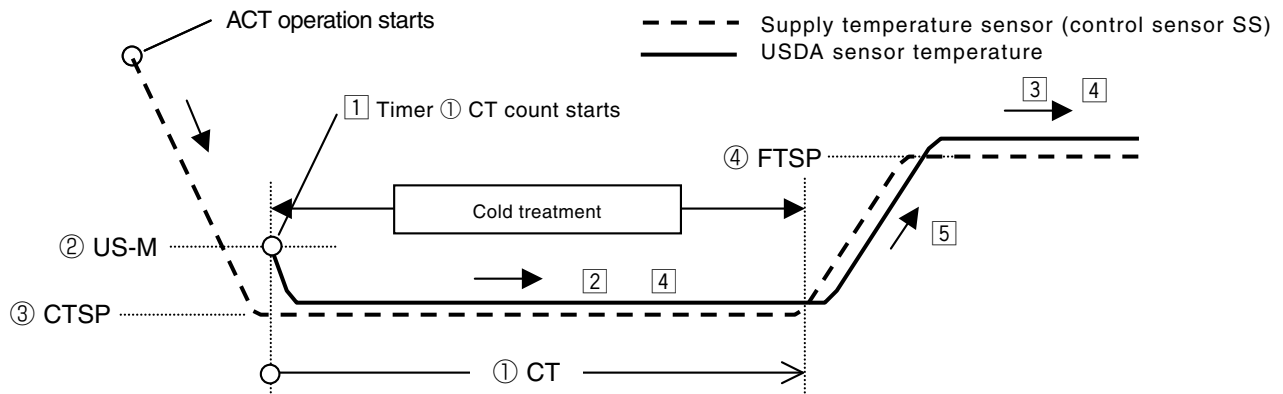 ACT operation starts
Supply temperature sensor (control sensor SS)
USDA sensor temperature
1 Timer ① CT count starts
3 4
④ FTSP
Cold treatment
② US-M
5
2 4
③ CTSP
① CT